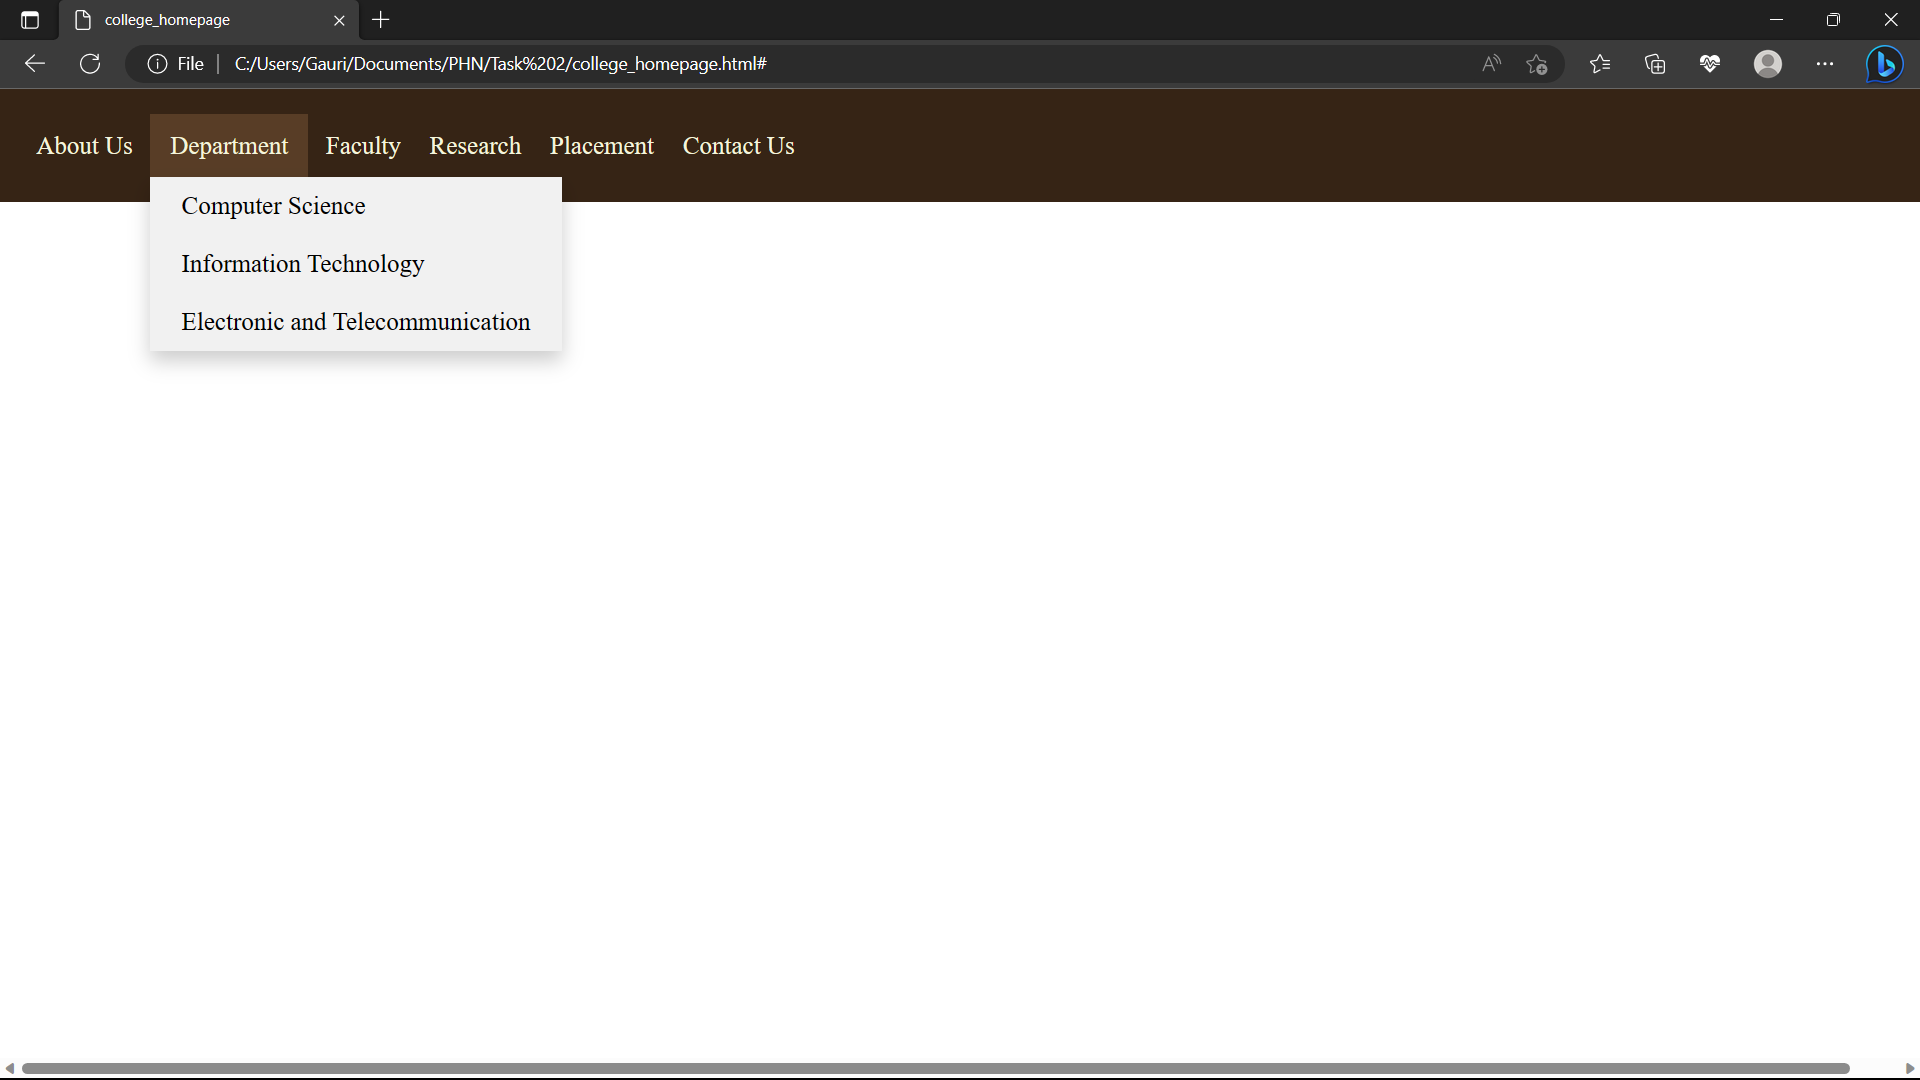 college_homepage
File C:/Users/Gauri/Documents/PHN/Task%202/college_homepage.html#
About Us Department Faculty Research Placement Contact Us
Computer Science
Information Technology
Electronic and Telecommunication